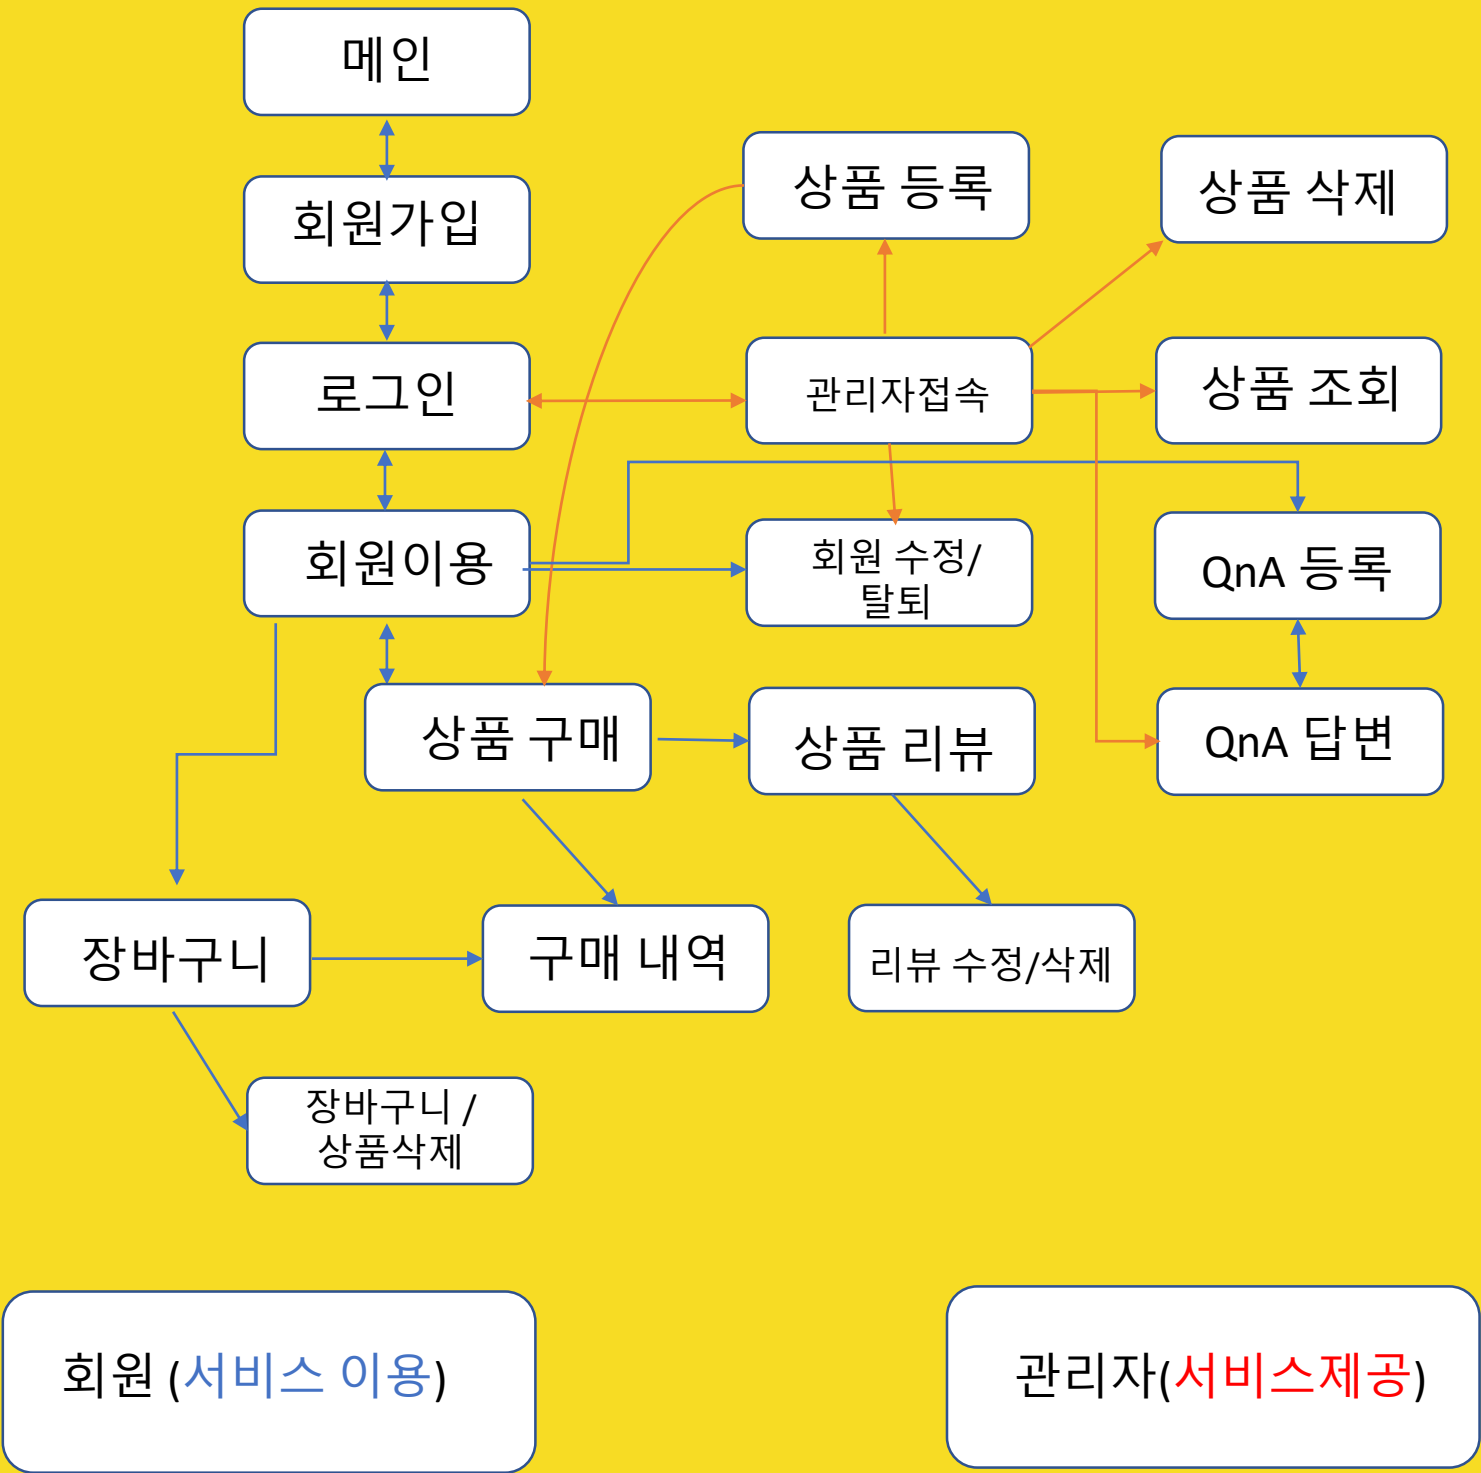 메인
회원가입
상품 등록
상품 삭제
로그인
관리자접속
상품 조회
회원이용
회원 수정/
탈퇴
QnA 등록
상품 구매
상품 리뷰
QnA 답변
장바구니
구매 내역
리뷰 수정/삭제
장바구니 /
상품삭제
회원 (서비스 이용)
관리자(서비스제공)